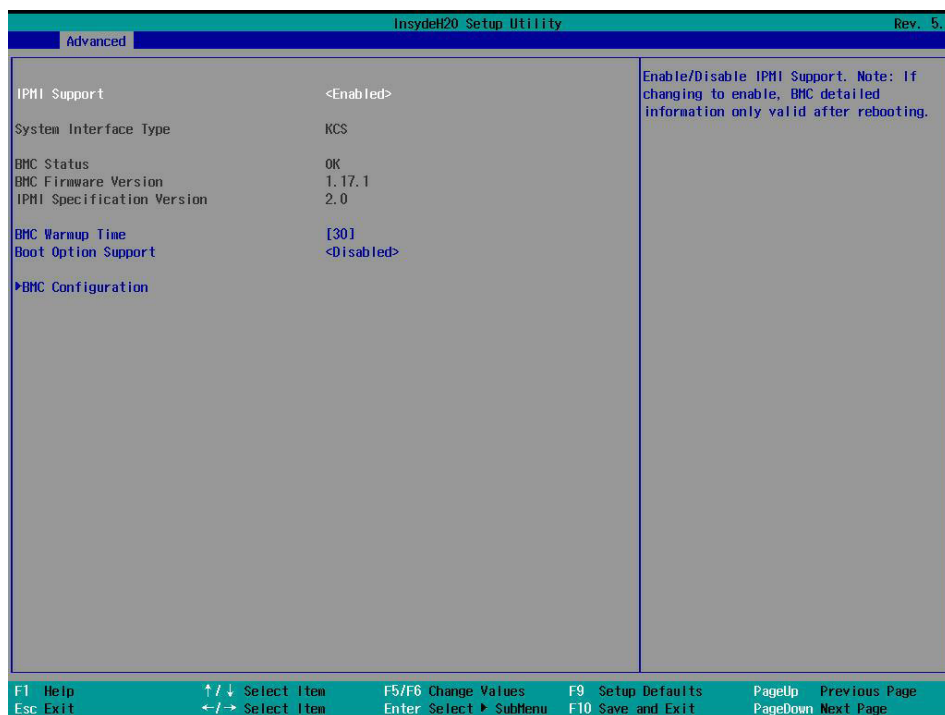 InsydeH20 Setup Utility Rev. 5.
Advanced
IPMI Support <Enabled>
System Interface Type KCS
BMC Status OK
BMC Firmware Version 1.17.1
IPMI Specification Version 2.0
BMC Warmup Time [30]
Boot Option Support <Disabled>
▶BMC Configuration
Enable/Disable IPMI Support. Note: If
changing to enable, BMC detailed
information only valid after rebooting.
F1 Help ↑/↓ Select Item F5/F6 Change Values F9 Setup Defaults PageUp Previous Page
Esc Exit ←/→ Select Item Enter Select ▶ SubMenu F10 Save and Exit PageDown Next Page